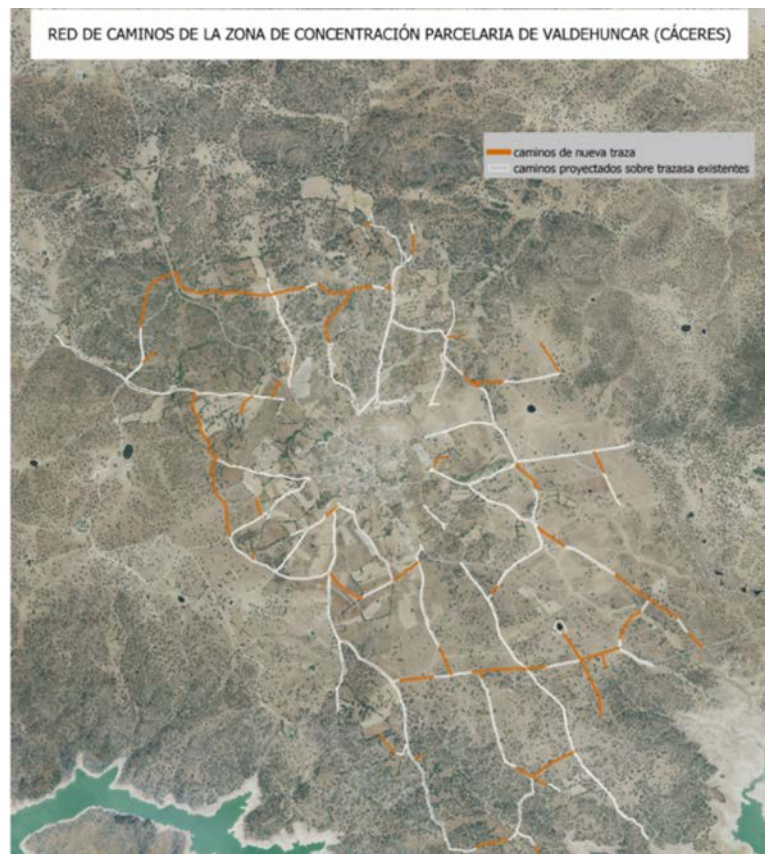 RED DE CAMINOS DE LA ZONA DE CONCENTRACIÓN PARCELARIA DE VALDEHUNCAR (CÁCERES)
caminos de nueva traza
caminos proyectados sobre trazasa existentes